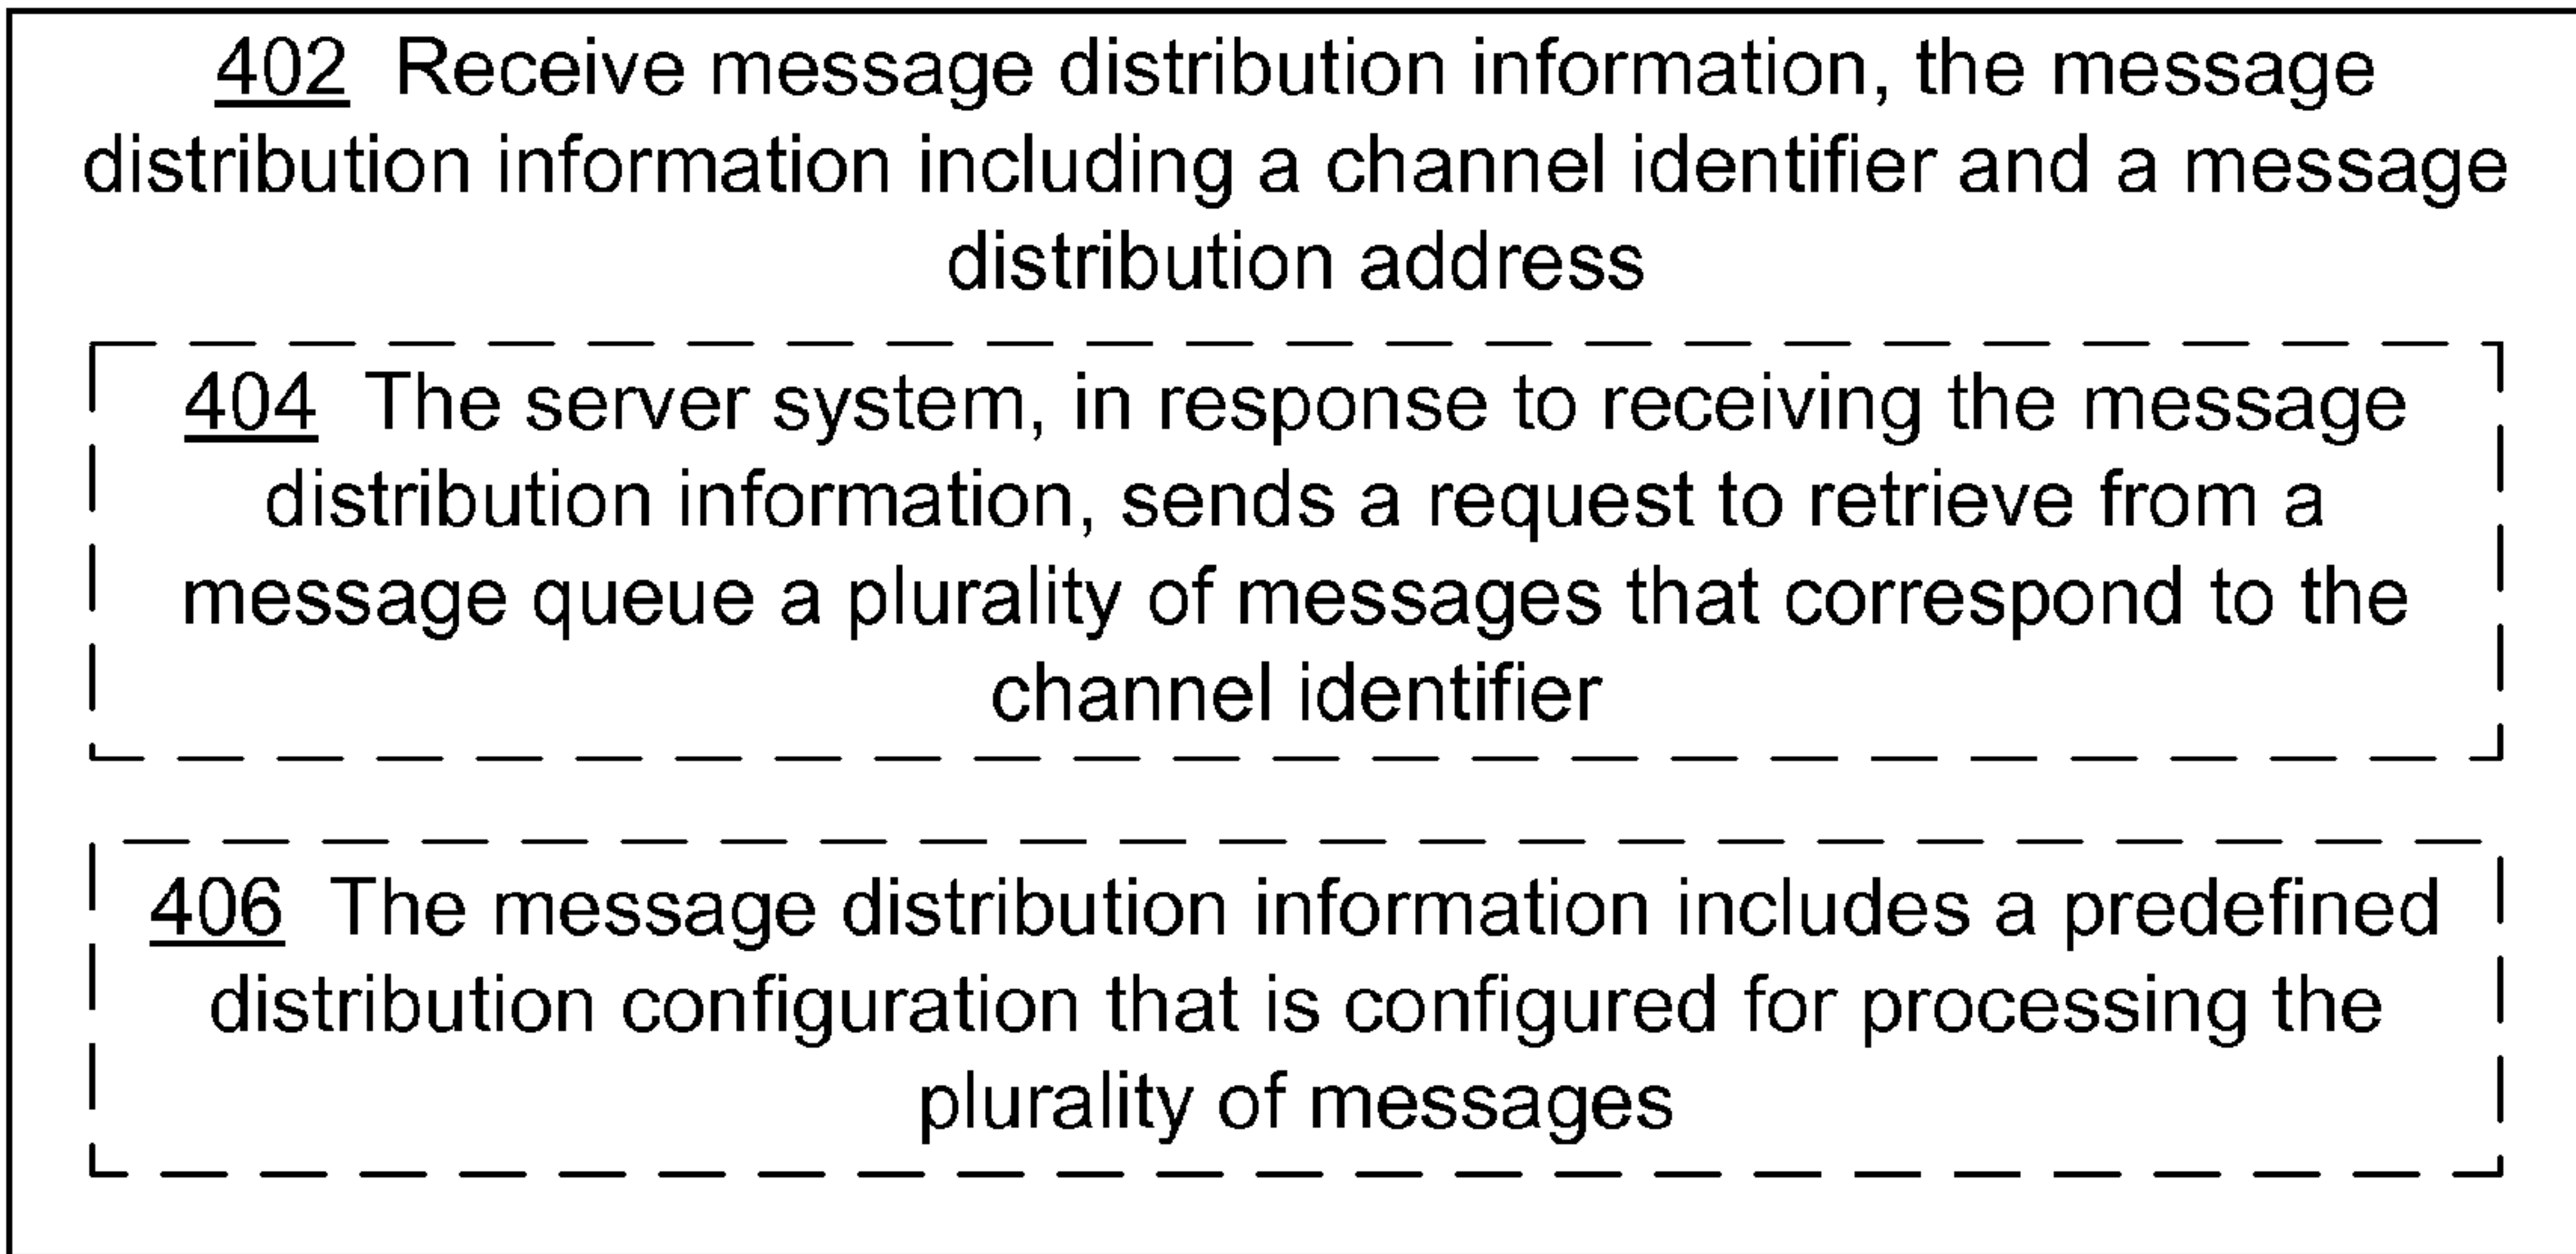 402 Receive message distribution information, the message
distribution information including a channel identifier and a message
distribution address
404 The server system, in response to receiving the message
distribution information, sends a request to retrieve from a
message queue a plurality of messages that correspond to the
channel identifier
406 The message distribution information includes a predefined
distribution configuration that is configured for processing the
plurality of messages